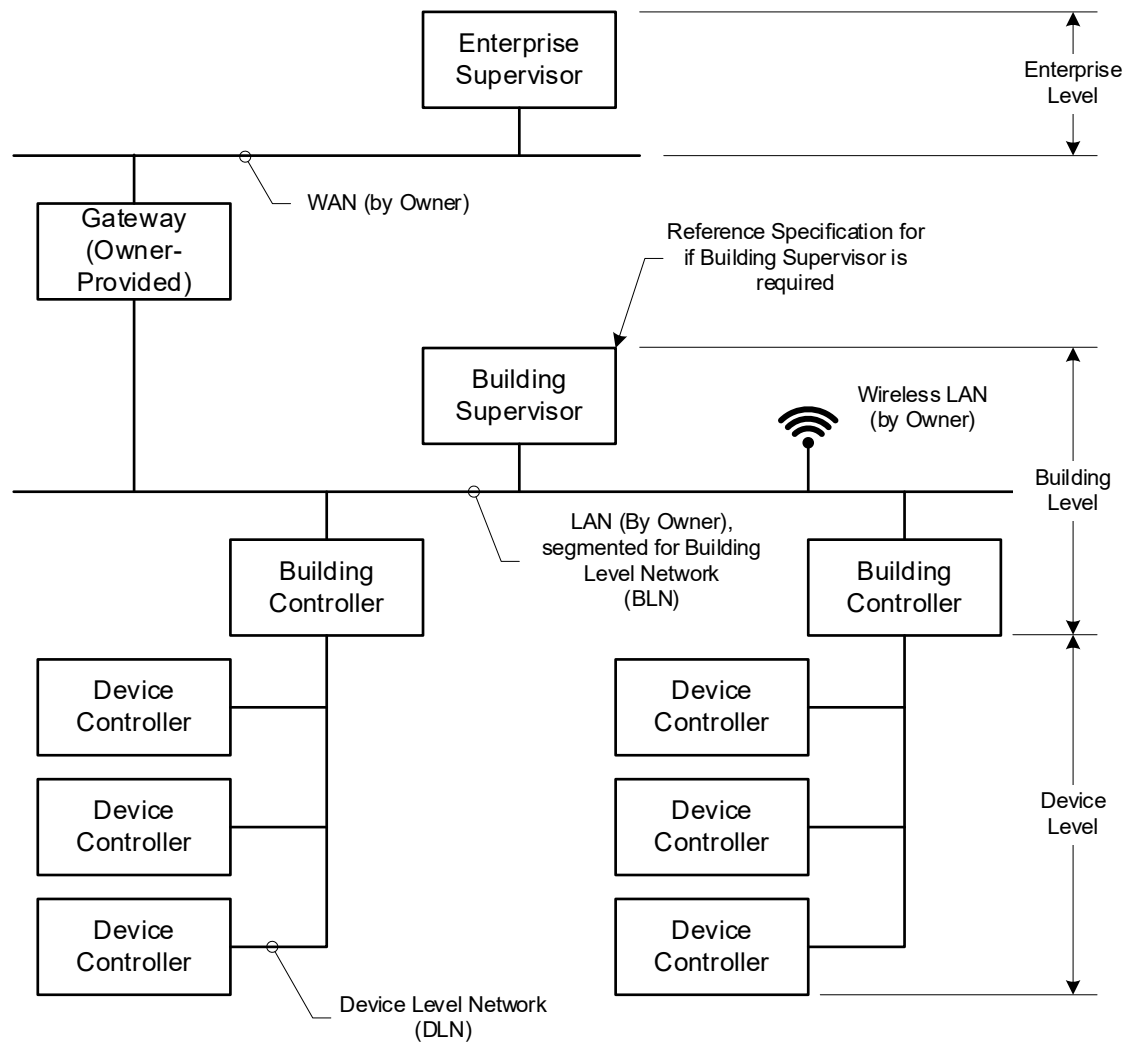 Enterprise
Supervisor
Enterprise
Level
WAN (by Owner)
Gateway
(Owner-
Provided)
Reference Specification for
if Building Supervisor is
required
Building
Supervisor
Wireless LAN
(by Owner)
Building
Level
LAN (By Owner),
segmented for Building
Level Network
(BLN)
Building
Controller
Building
Controller
Device
Controller
Device
Controller
Device
Controller
Device
Controller
Device
Level
Device
Controller
Device
Controller
Device Level Network
(DLN)